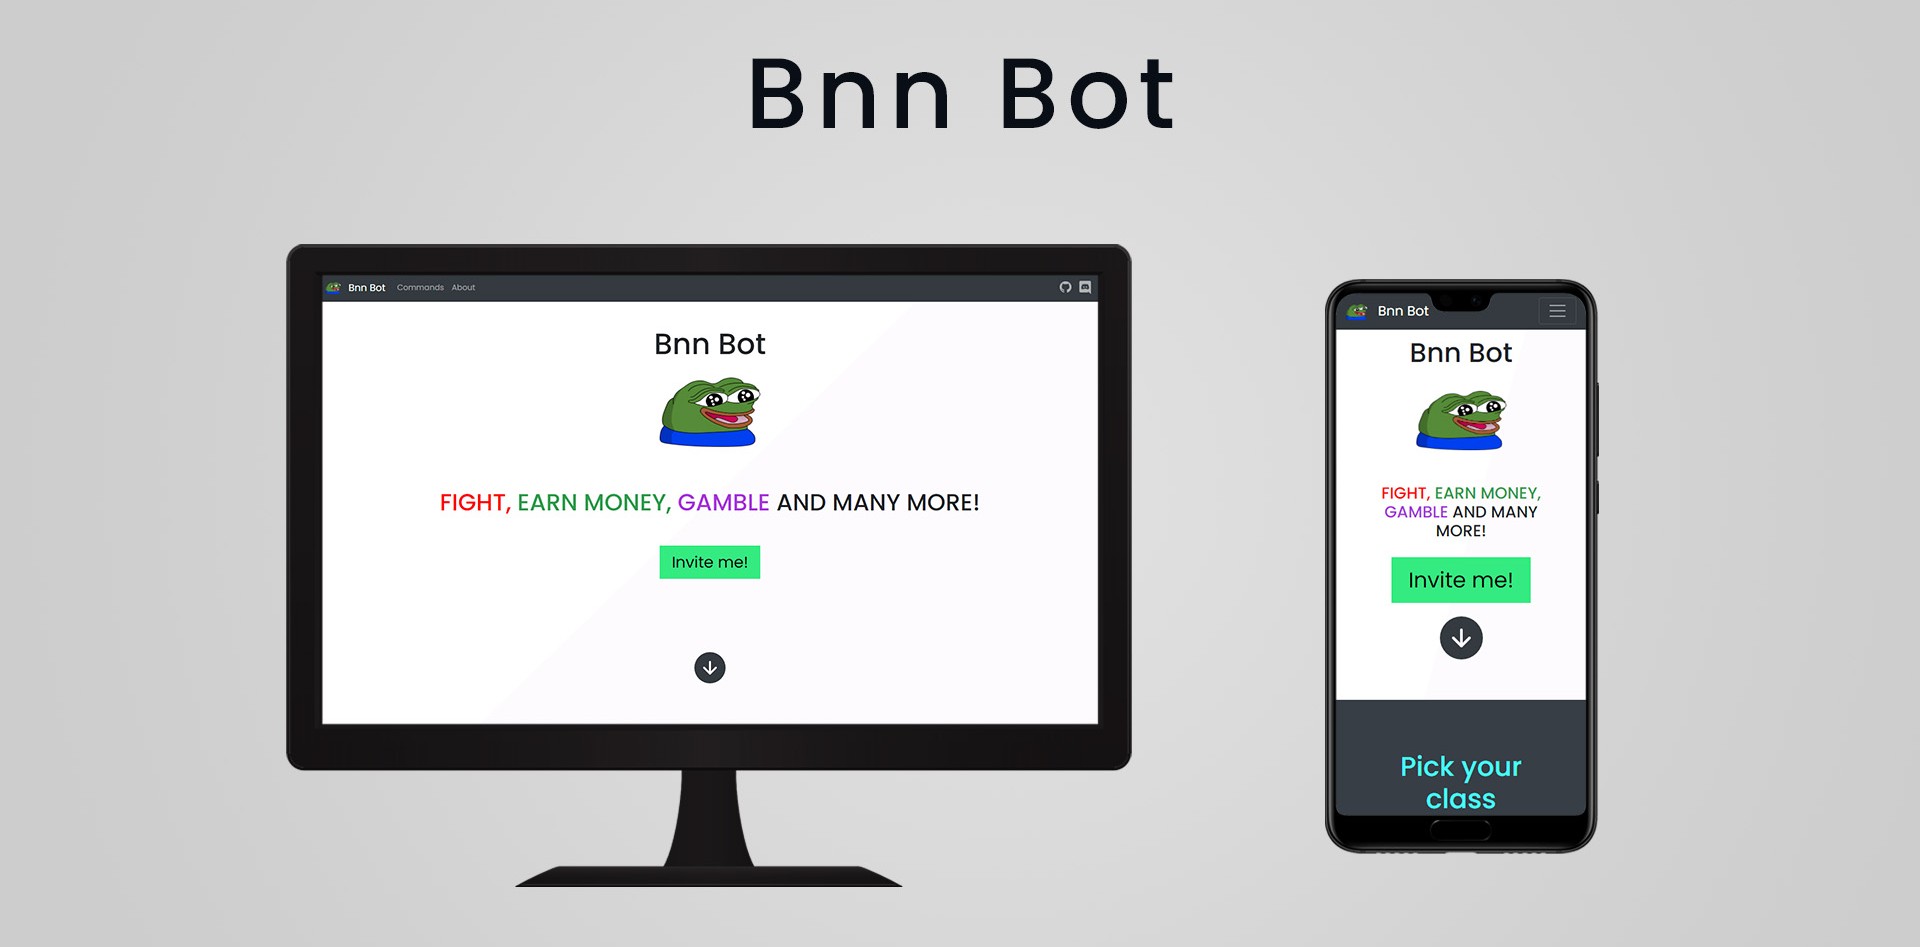 Bnn Bot
Bnn Bot Commands About
Bnn Bot
FIGHT, EARN MONEY, GAMBLE AND MANY MORE!
Invite me!
Bnn Bot
Bnn Bot
FIGHT, EARN MONEY,
GAMBLE AND MANY
MORE!
Invite me!
Pick your
class